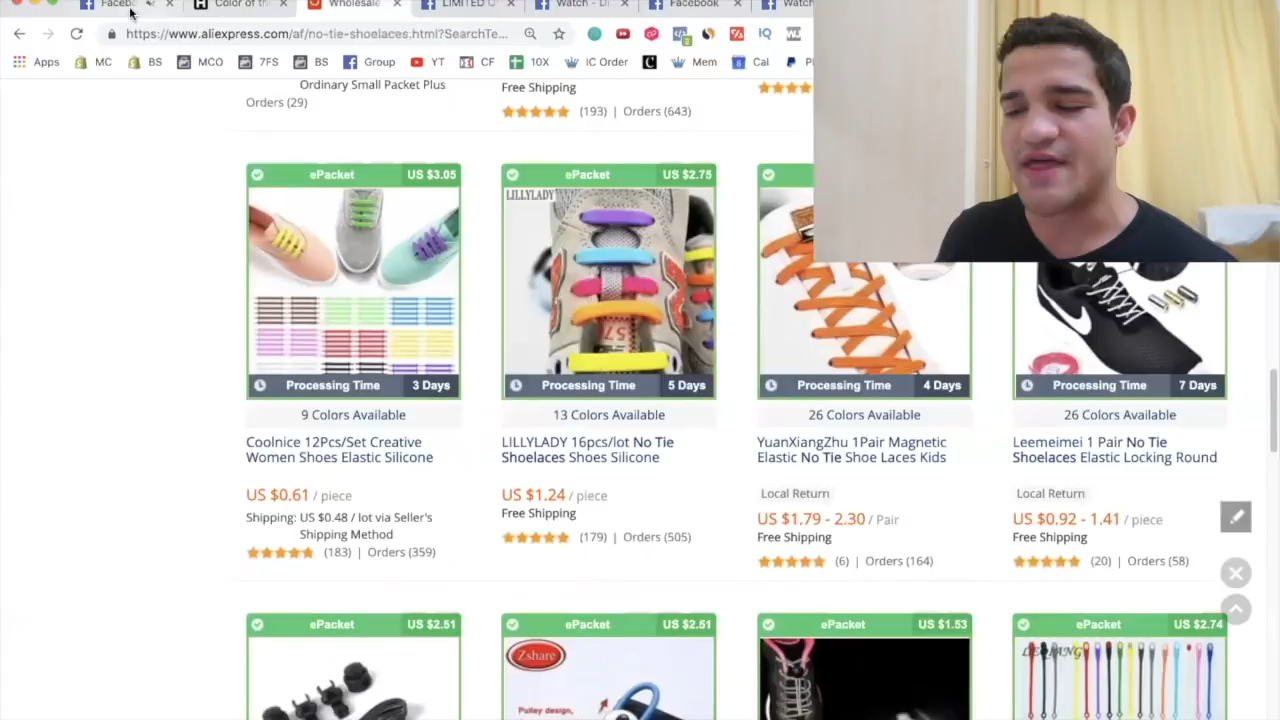 Faceb
Color of th
Wholesale
LIMITED
Watch - Di
Facebook
Watch
https://www.aliexpress.com/af/no-tie-shoelaces.html?SearchTe...
Apps
MC
BS
MCO
7FS
BS
Group
YT
CF
10X
IC Order
Mem
Cal
Ordinary Small Packet Plus
Orders (29)
Free Shipping
(193) | Orders (643)
ePacket US $3.05
ePacket US $2.75
LILLYLADY
57
Processing Time 3 Days
Processing Time 5 Days
Processing Time 4 Days
Processing Time 7 Days
9 Colors Available
13 Colors Available
26 Colors Available
26 Colors Available
Coolnice 12Pcs/Set Creative
Women Shoes Elastic Silicone
LILLYLADY 16pcs/lot No Tie
Shoelaces Shoes Silicone
YuanXiangZhu 1Pair Magnetic
Elastic No Tie Shoe Laces Kids
Leemeimei 1 Pair No Tie
Shoelaces Elastic Locking Round
US $0.61 / piece
Shipping: US $0.48 / lot via Seller's
Shipping Method
(183) | Orders (359)
US $1.24 / piece
Free Shipping
(179) | Orders (505)
Local Return
US $1.79 - 2.30 / Pair
Free Shipping
(6) | Orders (164)
Local Return
US $0.92 - 1.41 / piece
Free Shipping
(20) | Orders (58)
ePacket US $2.51
ePacket US $2.51
ePacket US $1.53
ePacket US $2.74
Zshare
Pulley design,